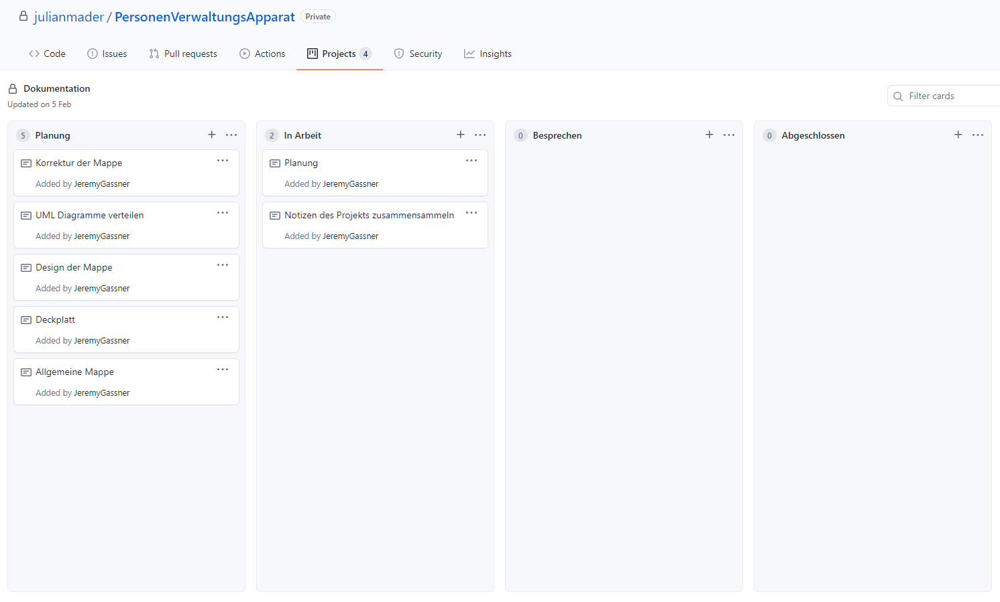 julianmader / PersonenVerwaltungsApparat Private
Code Issues Pull requests Actions Projects 4 Security Insights
Dokumentation
Updated on 5 Feb
Filter cards
5 Planung
Korrektur der Mappe
Added by JeremyGassner
UML Diagramme verteilen
Added by JeremyGassner
Design der Mappe
Added by JeremyGassner
Deckplatt
Added by JeremyGassner
Allgemeine Mappe
Added by JeremyGassner
2 In Arbeit
Planung
Added by JeremyGassner
Notizen des Projekts zusammensammeln
Added by JeremyGassner
0 Besprechen
0 Abgeschlossen